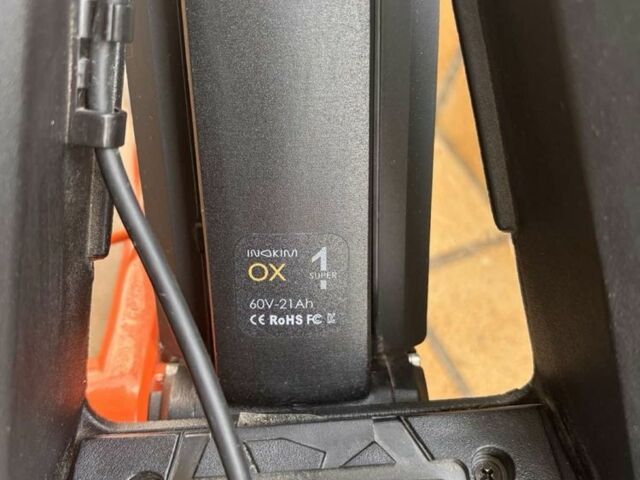 INOKIM
OX
1
SUPER
60V-21Ah
CE RoHS FC